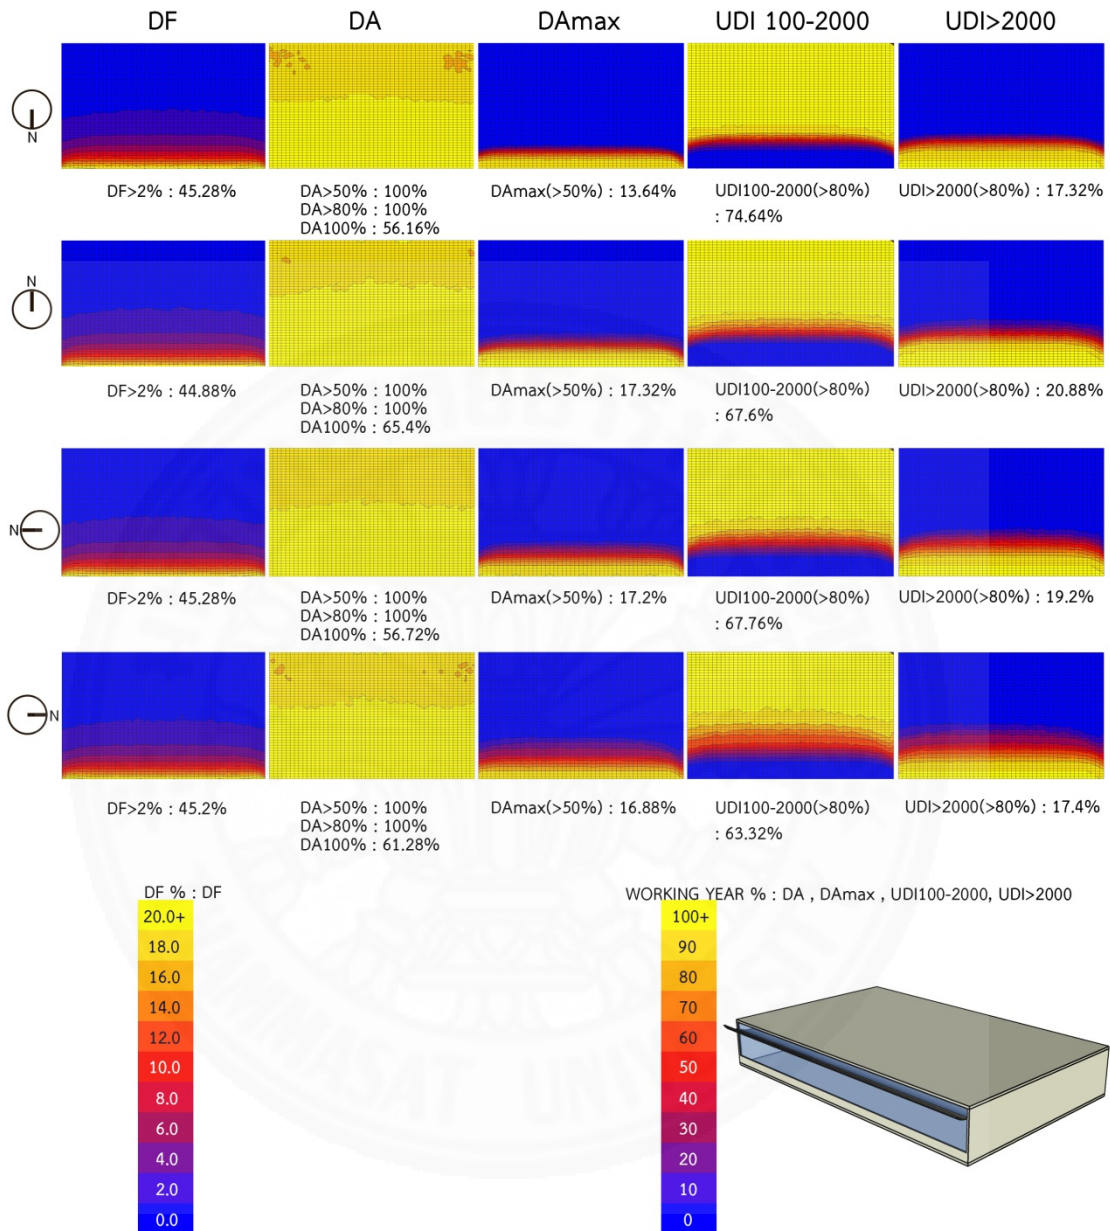 DF DA DAmax UDI 100-2000 UDI>2000
N
DF>2% : 45.28%
DA>50% : 100%
DA>80% : 100%
DA100% : 56.16%
DAmax(>50%) : 13.64%
UDI100-2000(>80%)
: 74.64%
UDI>2000(>80%) : 17.32%
N
DF>2% : 44.88%
DA>50% : 100%
DA>80% : 100%
DA100% : 65.4%
DAmax(>50%) : 17.32%
UDI100-2000(>80%)
: 67.6%
UDI>2000(>80%) : 20.88%
N
DF>2% : 45.28%
DA>50% : 100%
DA>80% : 100%
DA100% : 56.72%
DAmax(>50%) : 17.2%
UDI100-2000(>80%)
: 67.76%
UDI>2000(>80%) : 19.2%
N
DF>2% : 45.2%
DA>50% : 100%
DA>80% : 100%
DA100% : 61.28%
DAmax(>50%) : 16.88%
UDI100-2000(>80%)
: 63.32%
UDI>2000(>80%) : 17.4%
DF % : DF
20.0+
18.0
16.0
14.0
12.0
10.0
8.0
6.0
4.0
2.0
0.0
WORKING YEAR % : DA , DAmax , UDI100-2000, UDI>2000
100+
90
80
70
60
50
40
30
20
10
0